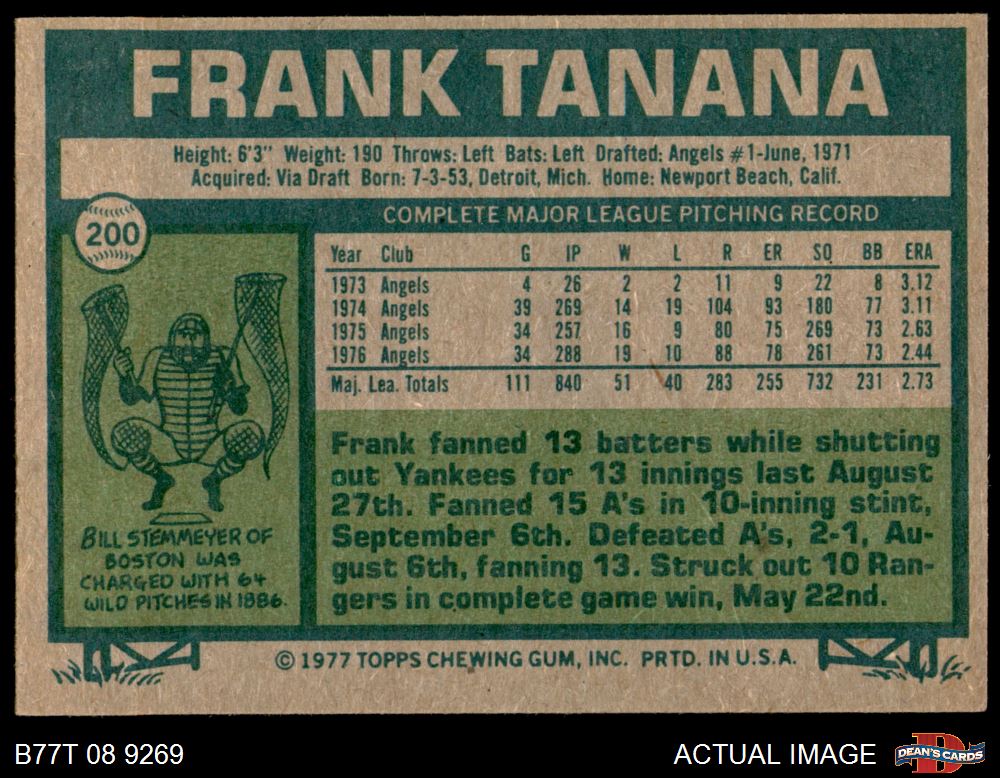 FRANK TANANA
Height: 6'3" Weight: 190 Throws: Left Bats: Left Drafted: Angels #1-June, 1971
Acquired: Via Draft Born: 7-3-53, Detroit, Mich. Home: Newport Beach, Calif.
200
COMPLETE MAJOR LEAGUE PITCHING RECORD
Year Club G IP W L R ER SO BB ERA
1973 Angels 4 26 2 2 11 9 22 8 3.12
1974 Angels 39 269 14 19 104 93 180 77 3.11
1975 Angels 34 257 16 9 80 75 269 73 2.63
1976 Angels 34 288 19 10 88 78 261 73 2.44
Maj. Lea. Totals 111 840 51 40 283 255 732 231 2.73
BILL STEMMEYER OF
BOSTON WAS
CHARGED WITH 64
WILD PITCHES IN 1886.
Frank fanned 13 batters while shutting
out Yankees for 13 innings last August
27th. Fanned 15 A's in 10-inning stint,
September 6th. Defeated A's, 2-1, Au-
gust 6th, fanning 13. Struck out 10 Ran-
gers in complete game win, May 22nd.
© 1977 TOPPS CHEWING GUM, INC. PRTD. IN U.S.A.
B77T 08 9269
ACTUAL IMAGE
DEAN'S CARDS